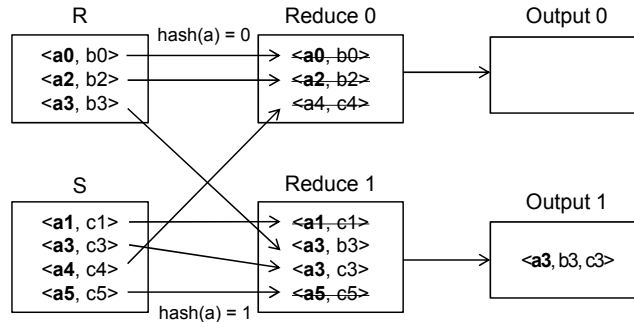 R
hash(a) = 0
Reduce 0
Output 0
<a0, b0>
<a2, b2>
<a3, b3>
<a0, b0>
<a2, b2>
<a4, c4>
S
Reduce 1
Output 1
<a1, c1>
<a3, c3>
<a4, c4>
<a5, c5>
hash(a) = 1
<a1, c1>
<a3, b3>
<a3, c3>
<a5, c5>
<a3, b3, c3>